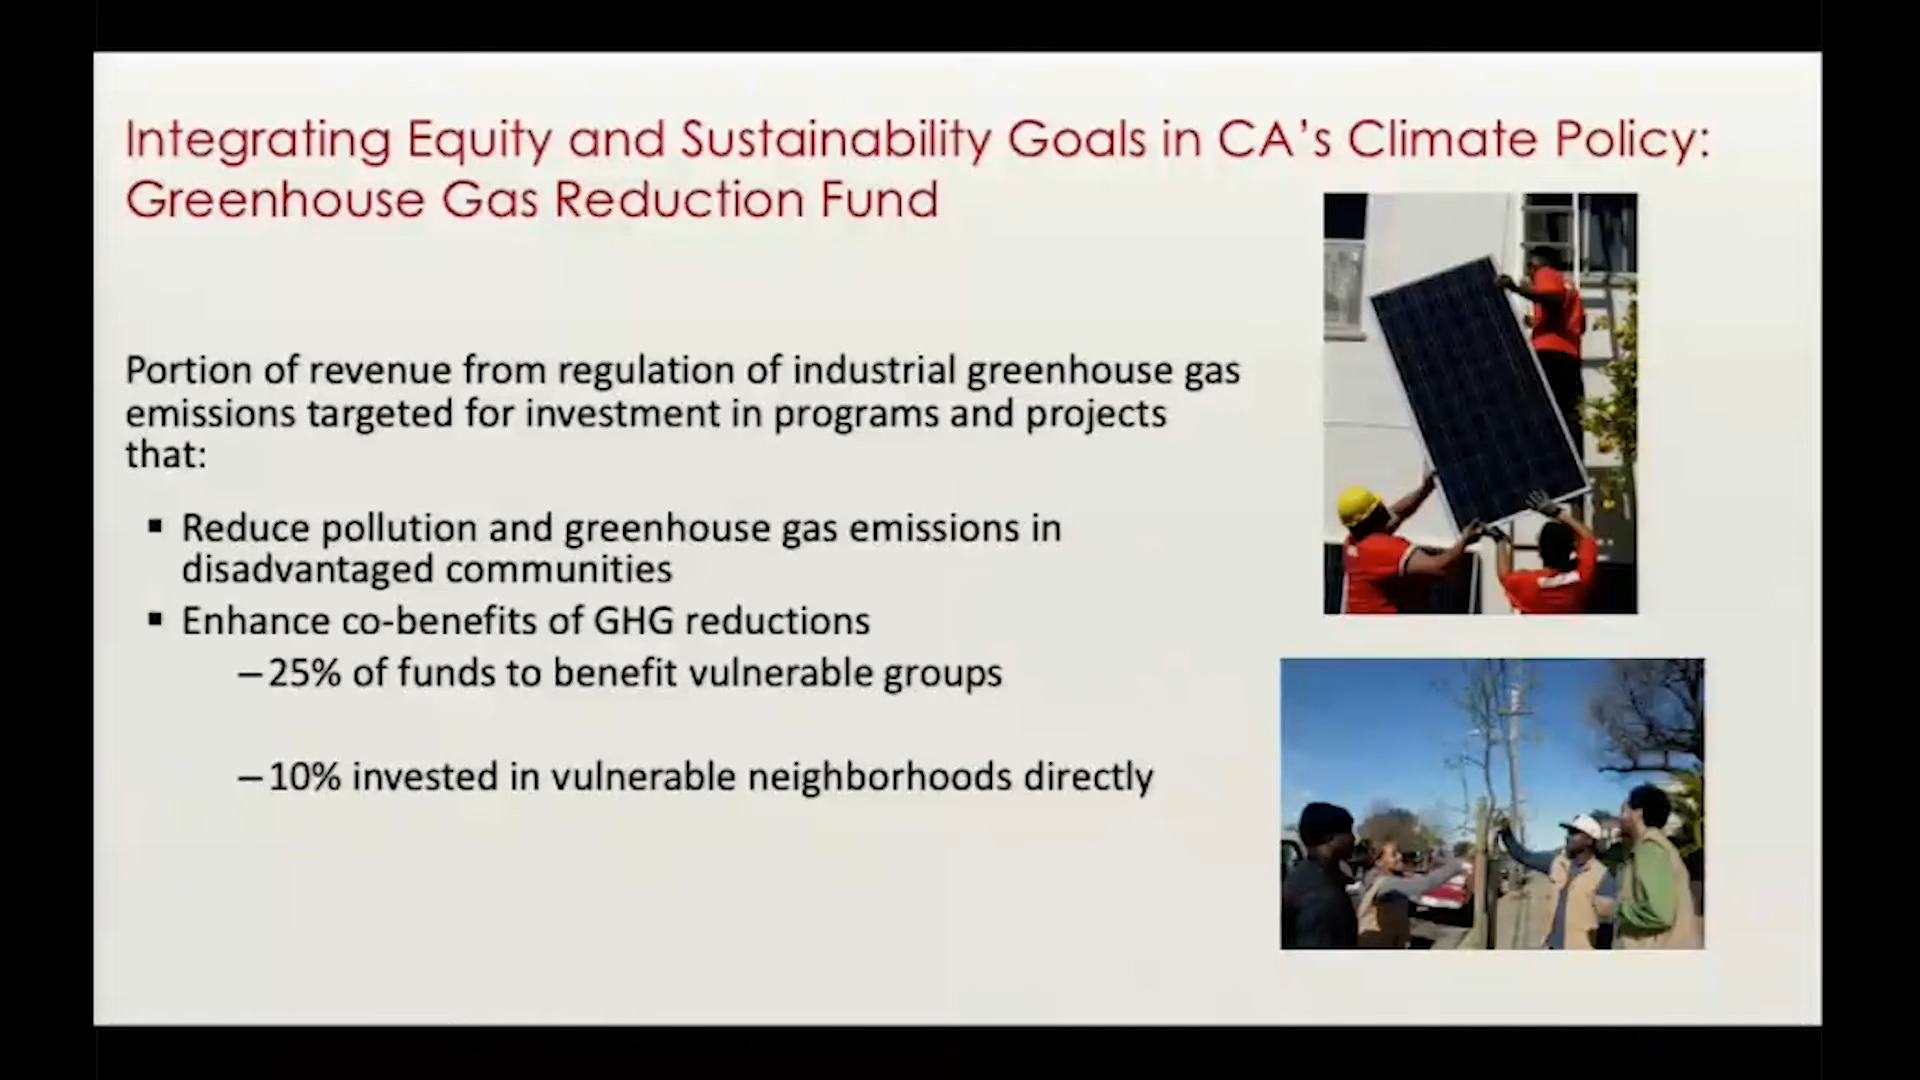 Integrating Equity and Sustainability Goals in CA’s Climate Policy:
Greenhouse Gas Reduction Fund
Portion of revenue from regulation of industrial greenhouse gas
emissions targeted for investment in programs and projects
that:
▪ Reduce pollution and greenhouse gas emissions in
disadvantaged communities
▪ Enhance co-benefits of GHG reductions
– 25% of funds to benefit vulnerable groups
– 10% invested in vulnerable neighborhoods directly